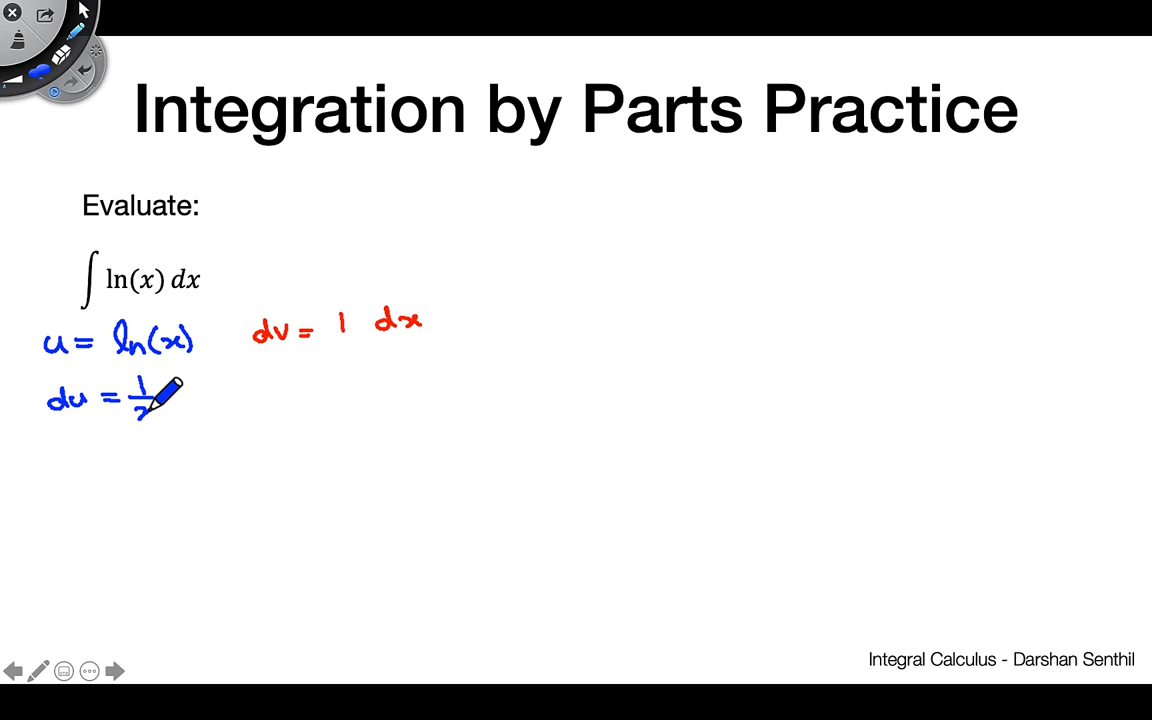 Integration by Parts Practice
Evaluate:
∫ ln(x) dx
u = ln(x) dv = 1 dx
du = 1
Integral Calculus - Darshan Senthil